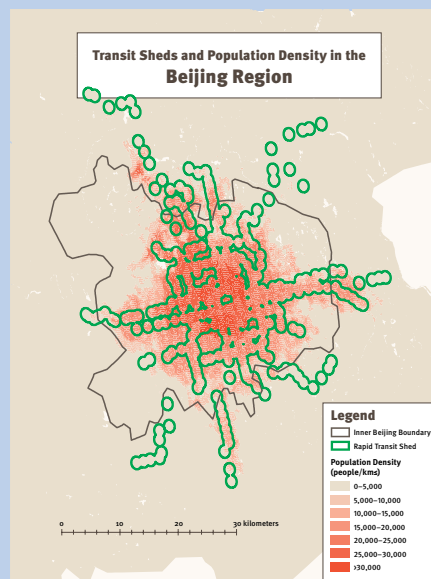 Transit Sheds and Population Density in the
Beijing Region
Legend
Inner Beijing Boundary
Rapid Transit Shed
Population Density
(people/kms)
0–5,000
5,000–10,000
10,000–15,000
15,000–20,000
20,000–25,000
25,000–30,000
>30,000
0 10 20 30 kilometers